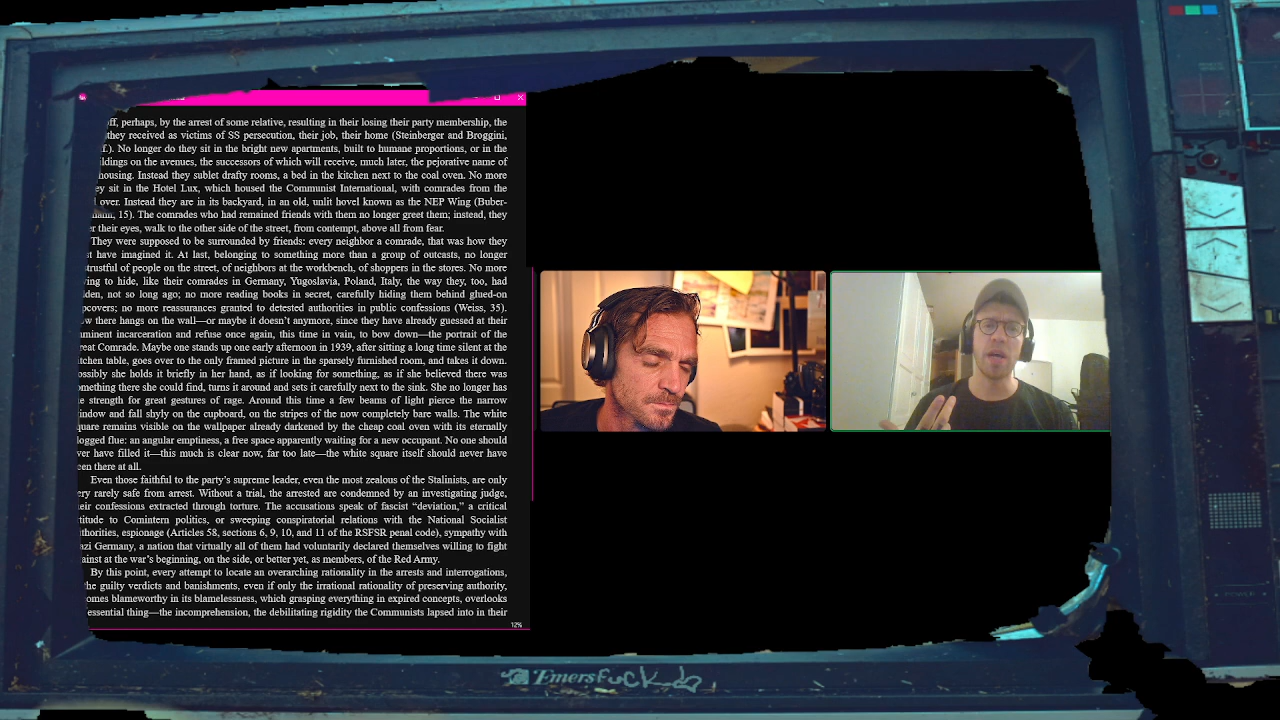 off, perhaps, by the arrest of some relative, resulting in their losing their party membership, the
they received as victims of SS persecution, their job, their home (Steinberger and Broggini,
No longer do they sit in the bright new apartments, built to humane proportions, or in the
ildings on the avenues, the successors of which will receive, much later, the pejorative name of
housing. Instead they sublet drafty rooms, a bed in the kitchen next to the coal oven. No more
ey sit in the Hotel Lux, which housed the Communist International, with comrades from the
over. Instead they are in its backyard, in an old, unlit hovel known as the NEP Wing (Buber-
mann, 15). The comrades who had remained friends with them no longer greet them; instead, they
er their eyes, walk to the other side of the street, from contempt, above all from fear.
They were supposed to be surrounded by friends: every neighbor a comrade, that was how they
st have imagined it. At last, belonging to something more than a group of outcasts, no longer
strustful of people on the street, of neighbors at the workbench, of shoppers in the stores. No more
ying to hide, like their comrades in Germany, Yugoslavia, Poland, Italy, the way they, too, had
dden, not so long ago; no more reading books in secret, carefully hiding them behind glued-on
pcovers; no more reassurances granted to detested authorities in public confessions (Weiss, 35).
w there hangs on the wall—or maybe it doesn't anymore, since they have already guessed at their
minent incarceration and refuse once again, this time in vain, to bow down—the portrait of the
reat Comrade. Maybe one stands up one early afternoon in 1939, after sitting a long time silent at the
itchen table, goes over to the only framed picture in the sparsely furnished room, and takes it down.
ossibly she holds it briefly in her hand, as if looking for something, as if she believed there was
omething there she could find, turns it around and sets it carefully next to the sink. She no longer has
e strength for great gestures of rage. Around this time a few beams of light pierce the narrow
indow and fall shyly on the cupboard, on the stripes of the now completely bare walls. The white
quare remains visible on the wallpaper already darkened by the cheap coal oven with its eternally
logged flue: an angular emptiness, a free space apparently waiting for a new occupant. No one should
ver have filled it—this much is clear now, far too late—the white square itself should never have
een there at all.
Even those faithful to the party's supreme leader, even the most zealous of the Stalinists, are only
ery rarely safe from arrest. Without a trial, the arrested are condemned by an investigating judge,
eir confessions extracted through torture. The accusations speak of fascist “deviation,” a critical
titude to Comintern politics, or sweeping conspiratorial relations with the National Socialist
uthorities, espionage (Articles 58, sections 6, 9, 10, and 11 of the RSFSR penal code), sympathy with
azi Germany, a nation that virtually all of them had voluntarily declared themselves willing to fight
ainst at the war's beginning, on the side, or better yet, as members, of the Red Army.
By this point, every attempt to locate an overarching rationality in the arrests and interrogations,
he guilty verdicts and banishments, even if only the irrational rationality of preserving authority,
omes blameworthy in its blamelessness, which grasping everything in expired concepts, overlooks
essential thing—the incomprehension, the debilitating rigidity the Communists lapsed into in their
12%
Emersfuck
POWER